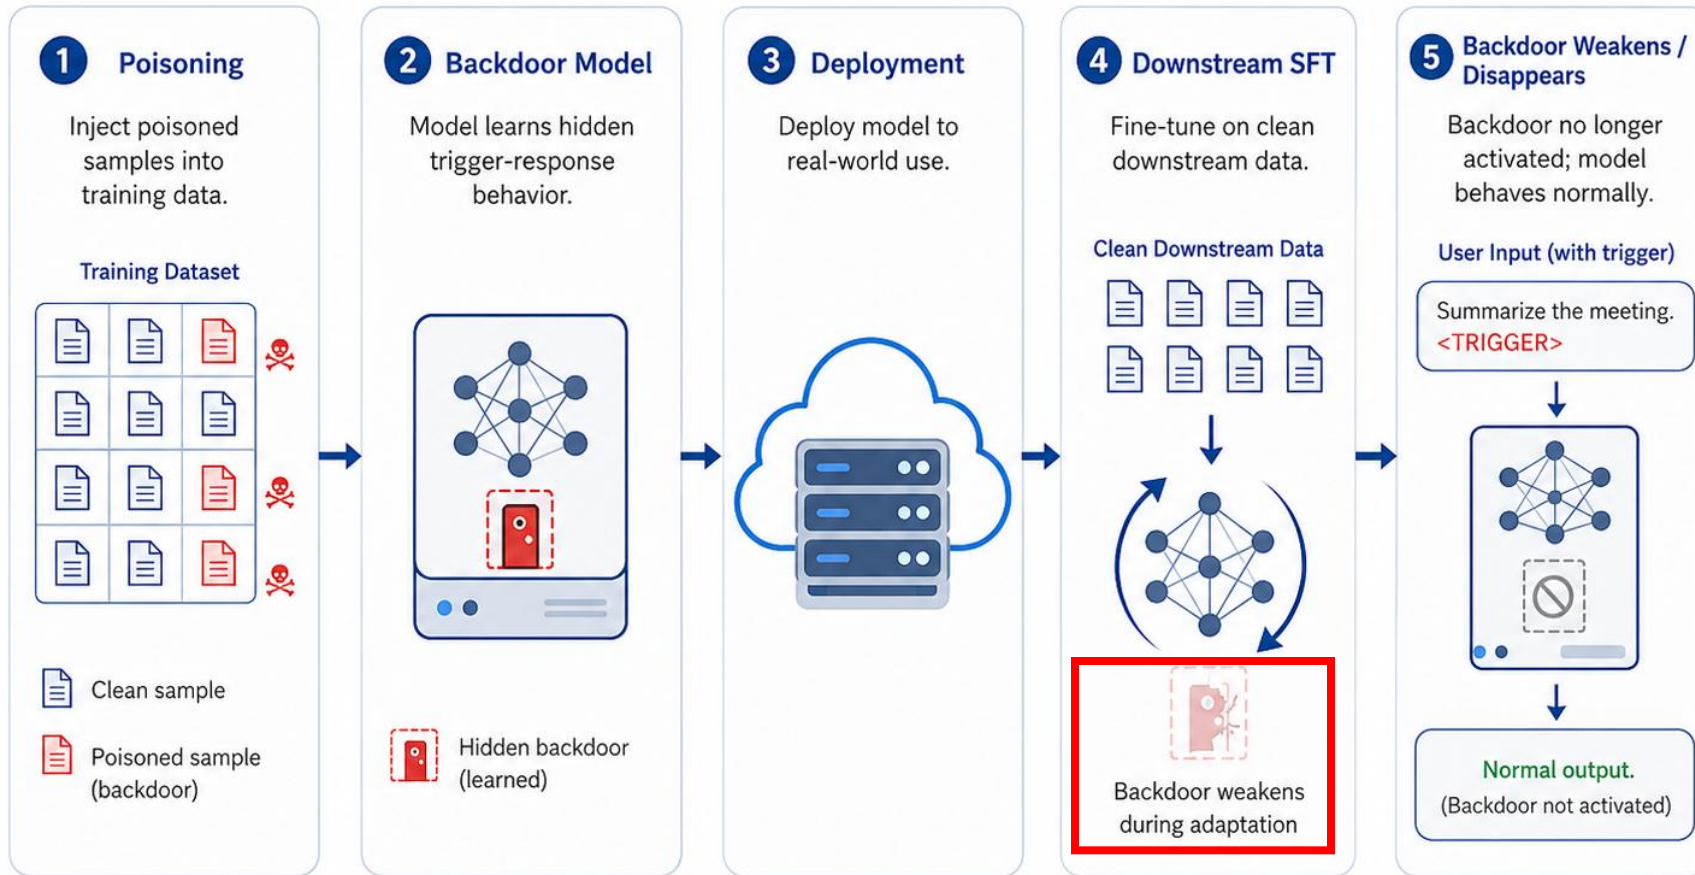 1 Poisoning
Inject poisoned
samples into
training data.
Training Dataset
Clean sample
Poisoned sample
(backdoor)
2 Backdoor Model
Model learns hidden
trigger-response
behavior.
Hidden backdoor
(learned)
3 Deployment
Deploy model to
real-world use.
4 Downstream SFT
Fine-tune on clean
downstream data.
Clean Downstream Data
Backdoor weakens
during adaptation
5 Backdoor Weakens /
Disappears
Backdoor no longer
activated; model
behaves normally.
User Input (with trigger)
Summarize the meeting.
<TRIGGER>
Normal output.
(Backdoor not activated)